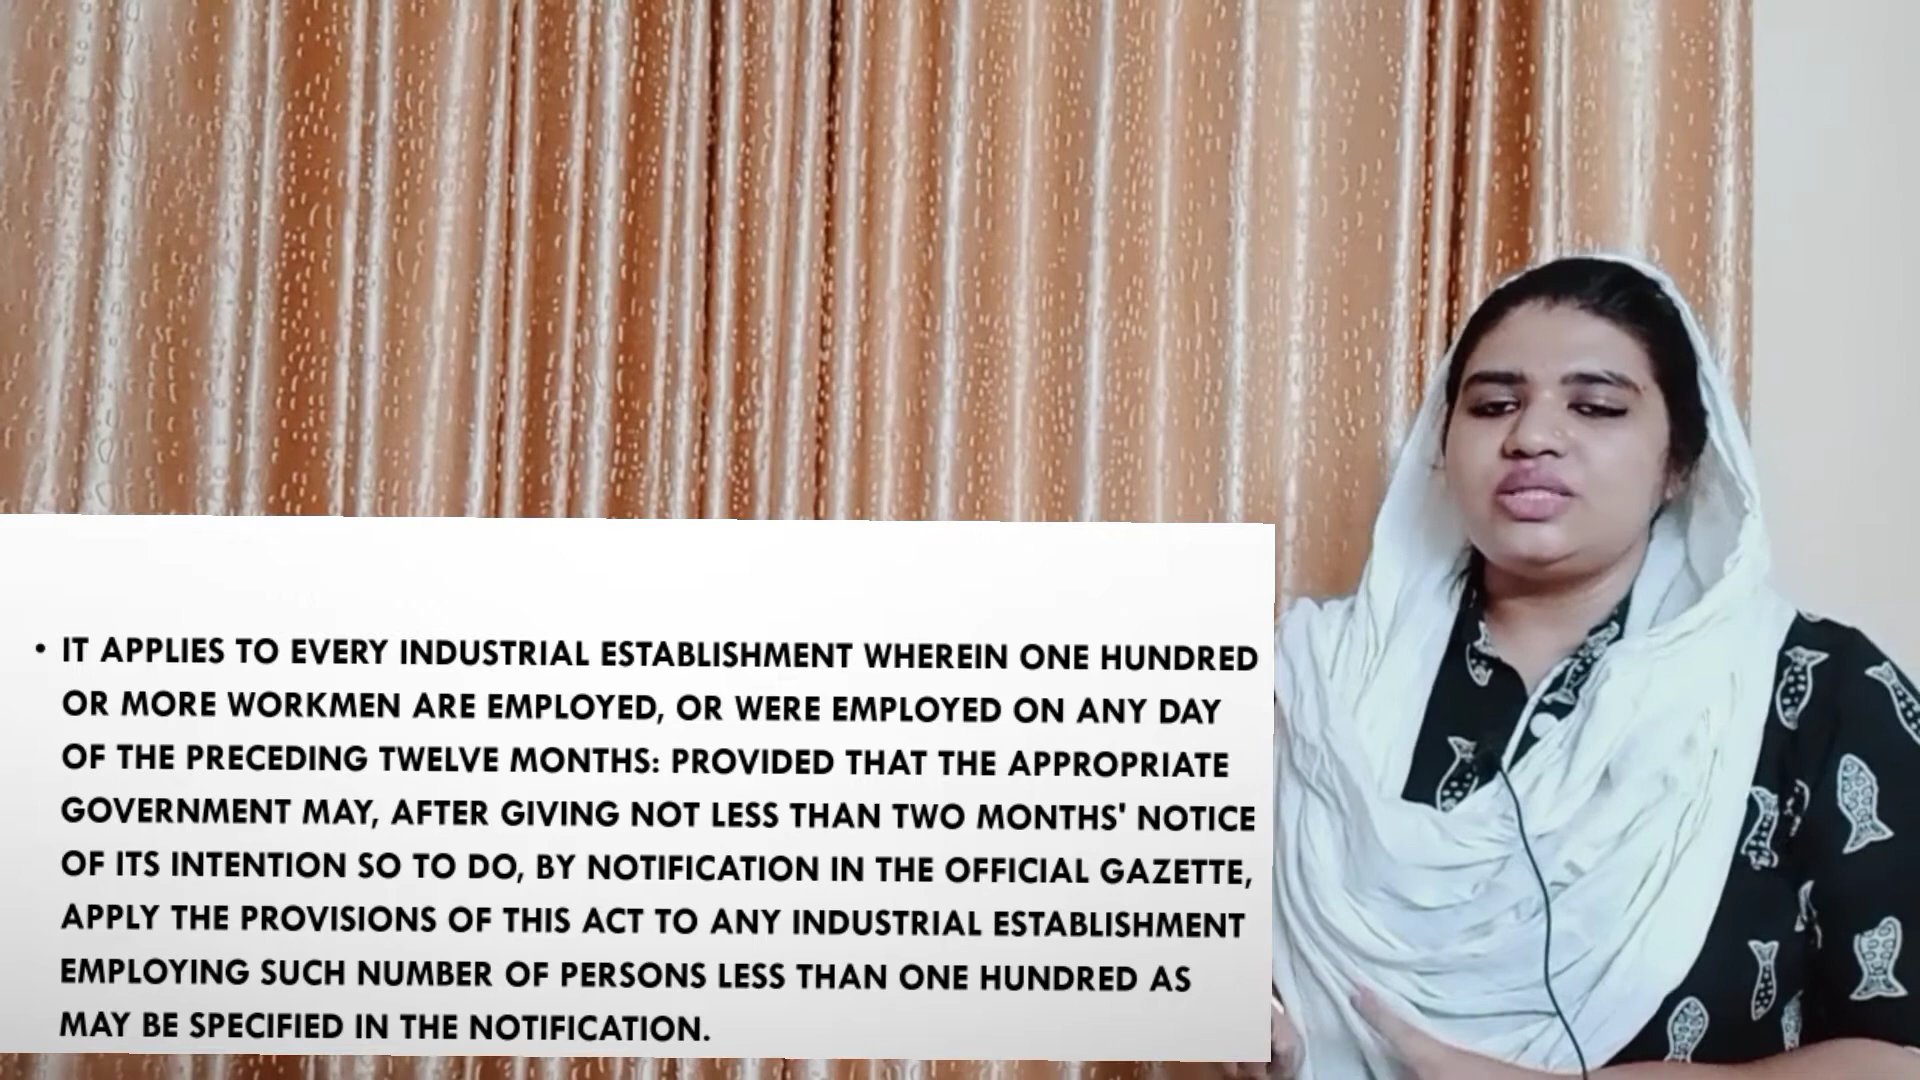 • IT APPLIES TO EVERY INDUSTRIAL ESTABLISHMENT WHEREIN ONE HUNDRED
OR MORE WORKMEN ARE EMPLOYED, OR WERE EMPLOYED ON ANY DAY
OF THE PRECEDING TWELVE MONTHS: PROVIDED THAT THE APPROPRIATE
GOVERNMENT MAY, AFTER GIVING NOT LESS THAN TWO MONTHS' NOTICE
OF ITS INTENTION SO TO DO, BY NOTIFICATION IN THE OFFICIAL GAZETTE,
APPLY THE PROVISIONS OF THIS ACT TO ANY INDUSTRIAL ESTABLISHMENT
EMPLOYING SUCH NUMBER OF PERSONS LESS THAN ONE HUNDRED AS
MAY BE SPECIFIED IN THE NOTIFICATION.